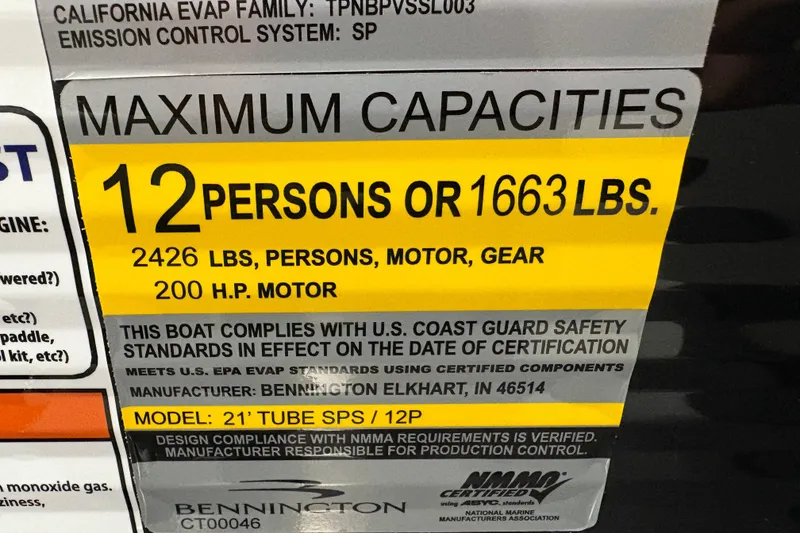 CALIFORNIA EVAP FAMILY: TPNBPVSSL003
EMISSION CONTROL SYSTEM: SP
MAXIMUM CAPACITIES
12 PERSONS OR 1663 LBS.
2426 LBS, PERSONS, MOTOR, GEAR
200 H.P. MOTOR
THIS BOAT COMPLIES WITH U.S. COAST GUARD SAFETY
STANDARDS IN EFFECT ON THE DATE OF CERTIFICATION
MEETS U.S. EPA EVAP STANDARDS USING CERTIFIED COMPONENTS
MANUFACTURER: BENNINGTON ELKHART, IN 46514
MODEL: 21' TUBE SPS / 12P
DESIGN COMPLIANCE WITH NMMA REQUIREMENTS IS VERIFIED.
MANUFACTURER RESPONSIBLE FOR PRODUCTION CONTROL.
BENNINGTON
CT00046
NMMA
CERTIFIED
using ABYC standards
NATIONAL MARINE
MANUFACTURERS ASSOCIATION
ST
GINE:
wered?)
etc?)
paddle,
l kit, etc?)
monoxide gas.
ziness,